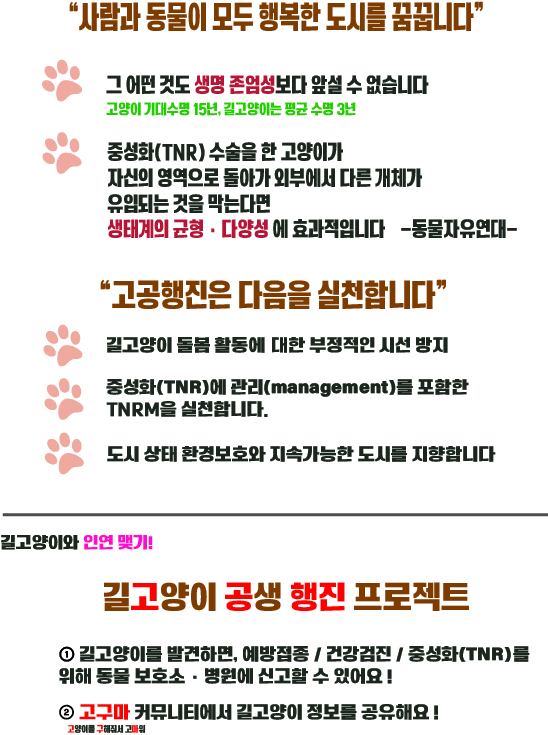 “사람과 동물이 모두 행복한 도시를 꿈꿉니다”
그 어떤 것도 생명 존엄성보다 앞설 수 없습니다
고양이 기대수명 15년, 길고양이는 평균 수명 3년
중성화(TNR) 수술을 한 고양이가
자신의 영역으로 돌아가 외부에서 다른 개체가
유입되는 것을 막는다면
생태계의 균형 · 다양성 에 효과적입니다 -동물자유연대-
“고공행진은 다음을 실천합니다”
길고양이 돌봄 활동에 대한 부정적인 시선 방지
중성화(TNR)에 관리(management)를 포함한
TNRM을 실천합니다.
도시 상태 환경보호와 지속가능한 도시를 지향합니다
길고양이와 인연 맺기!
길고양이 공생 행진 프로젝트
① 길고양이를 발견하면, 예방접종 / 건강검진 / 중성화(TNR)를
위해 동물 보호소 · 병원에 신고할 수 있어요 !
② 고구마 커뮤니티에서 길고양이 정보를 공유해요 !
고양이를 구해줘서 고마워